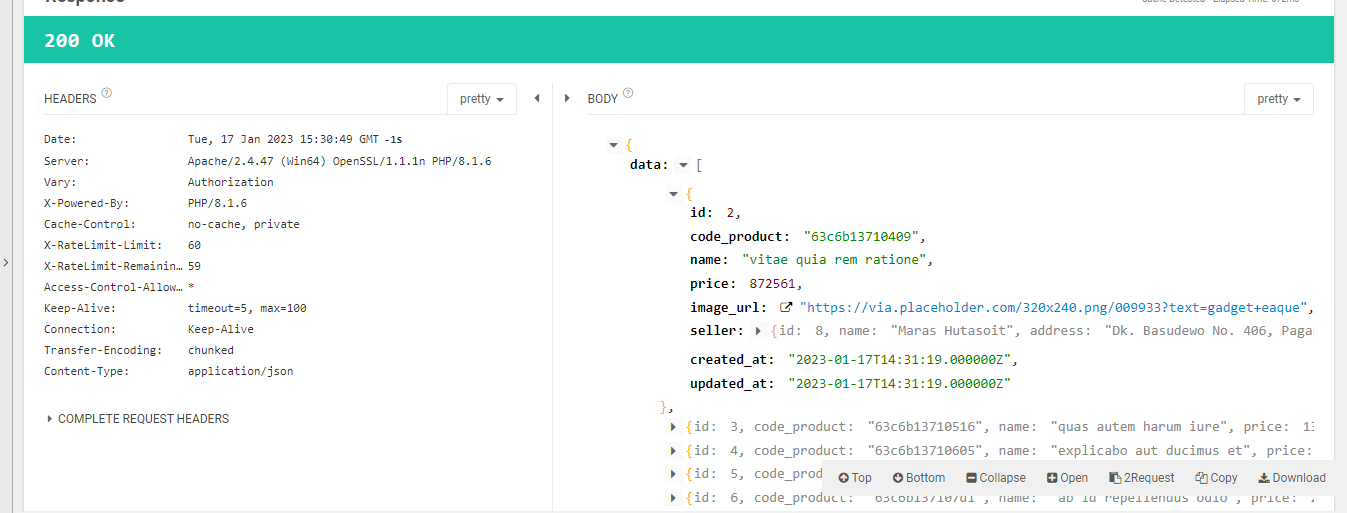 Response
200 OK
HEADERS ?
pretty
Date: Tue, 17 Jan 2023 15:30:49 GMT -1s
Server: Apache/2.4.47 (Win64) OpenSSL/1.1.1n PHP/8.1.6
Vary: Authorization
X-Powered-By: PHP/8.1.6
Cache-Control: no-cache, private
X-RateLimit-Limit: 60
X-RateLimit-Remainin… 59
Access-Control-Allow… *
Keep-Alive: timeout=5, max=100
Connection: Keep-Alive
Transfer-Encoding: chunked
Content-Type: application/json
COMPLETE REQUEST HEADERS
BODY ?
pretty
{
data: [
{
id: 2,
code_product: "63c6b13710409",
name: "vitae quia rem ratione",
price: 872561,
image_url: "https://via.placeholder.com/320x240.png/009933?text=gadget+eaque",
seller: {id: 8, name: "Maras Hutasoit", address: "Dk. Basudewo No. 406, Paga
created_at: "2023-01-17T14:31:19.000000Z",
updated_at: "2023-01-17T14:31:19.000000Z"
},
{id: 3, code_product: "63c6b13710516", name: "quas autem harum iure", price: 13
{id: 4, code_product: "63c6b13710605", name: "explicabo aut ducimus et", price:
{id: 5, code_prod
{id: 6, code_product: "63c6b137107d1", name: "ab id repellendus odio", price:
Top Bottom Collapse Open 2Request Copy Download